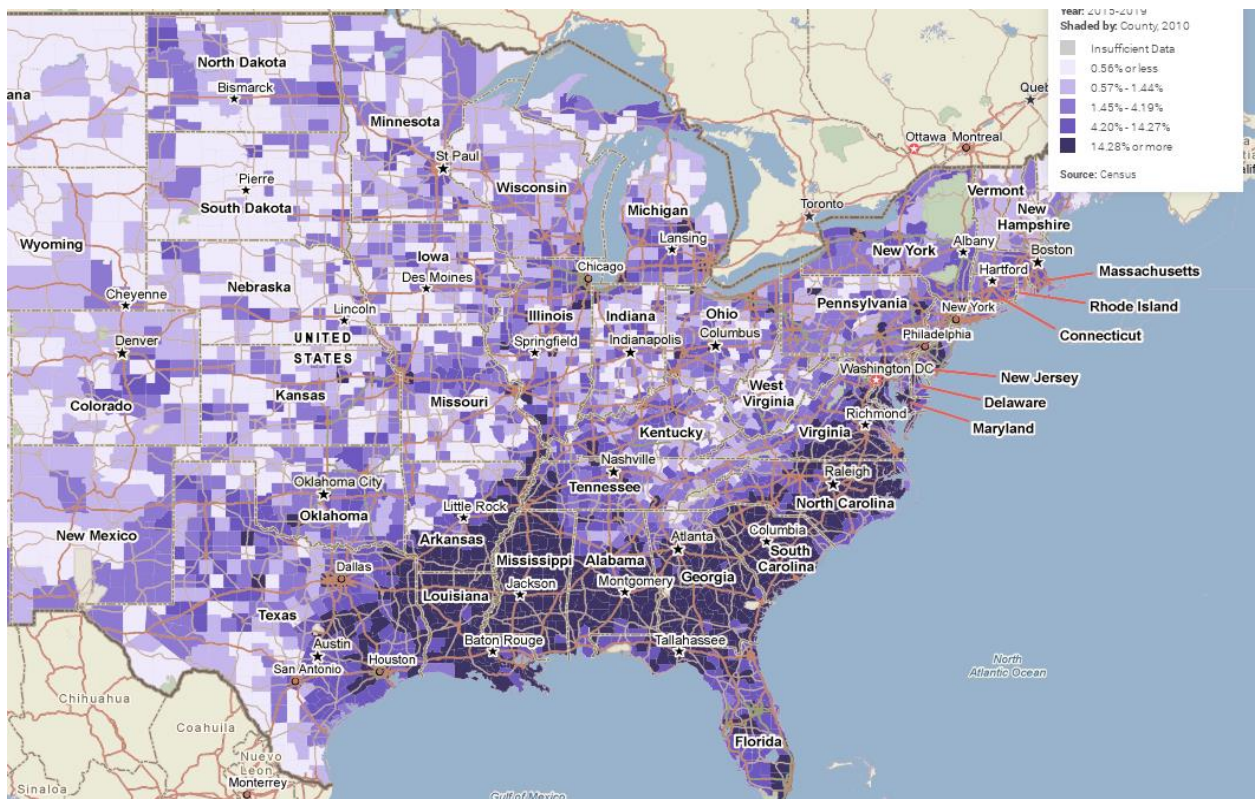 Year: 2015-2019
Shaded by: County, 2010
Insufficient Data
0.56% or less
0.57% - 1.44%
1.45% - 4.19%
4.20% - 14.27%
14.28% or more
Source: Census
North Dakota
Bismarck
Minnesota
St Paul
Ottawa
Montreal
Pierre
South Dakota
Wisconsin
Michigan
Lansing
Toronto
Vermont
New
Hampshire
New York
Albany
Boston
Hartford
Massachusetts
Rhode Island
Connecticut
Wyoming
Cheyenne
Nebraska
Lincoln
Iowa
Des Moines
Chicago
Illinois
Springfield
Indiana
Indianapolis
Ohio
Columbus
Pennsylvania
New York
Philadelphia
Washington DC
New Jersey
Delaware
Maryland
Denver
Colorado
UNITED
STATES
Kansas
Missouri
West
Virginia
Richmond
Virginia
Kentucky
Nashville
Tennessee
Raleigh
North Carolina
New Mexico
Oklahoma City
Oklahoma
Little Rock
Arkansas
Mississippi
Jackson
Alabama
Montgomery
Atlanta
Georgia
Columbia
South
Carolina
Dallas
Texas
Austin
San Antonio
Houston
Louisiana
Baton Rouge
Tallahassee
Florida
North
Atlantic Ocean
Chihuahua
Coahuila
Nuevo
Leon
Monterrey
Sinaloa
Gulf of Mexico